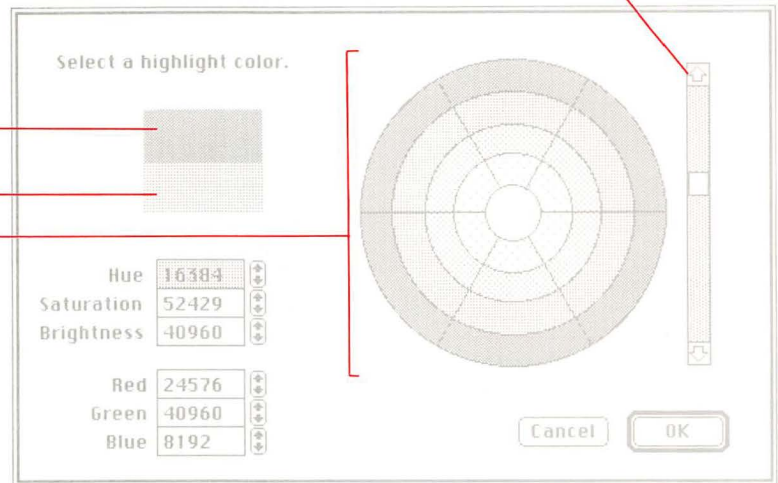 Select a highlight color.
Hue 16384
Saturation 52429
Brightness 40960
Red 24576
Green 40960
Blue 8192
Cancel OK